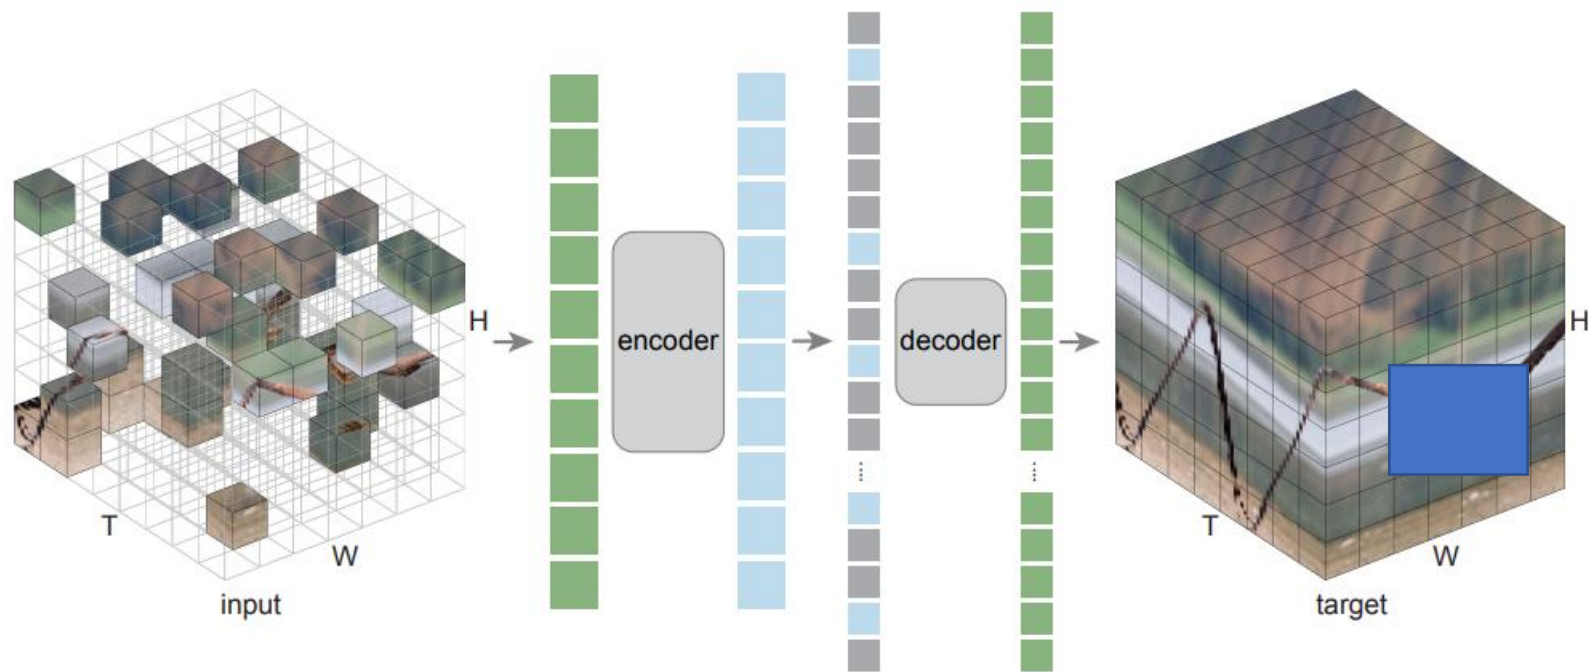 H
T
W
input
encoder
decoder
H
T
W
target